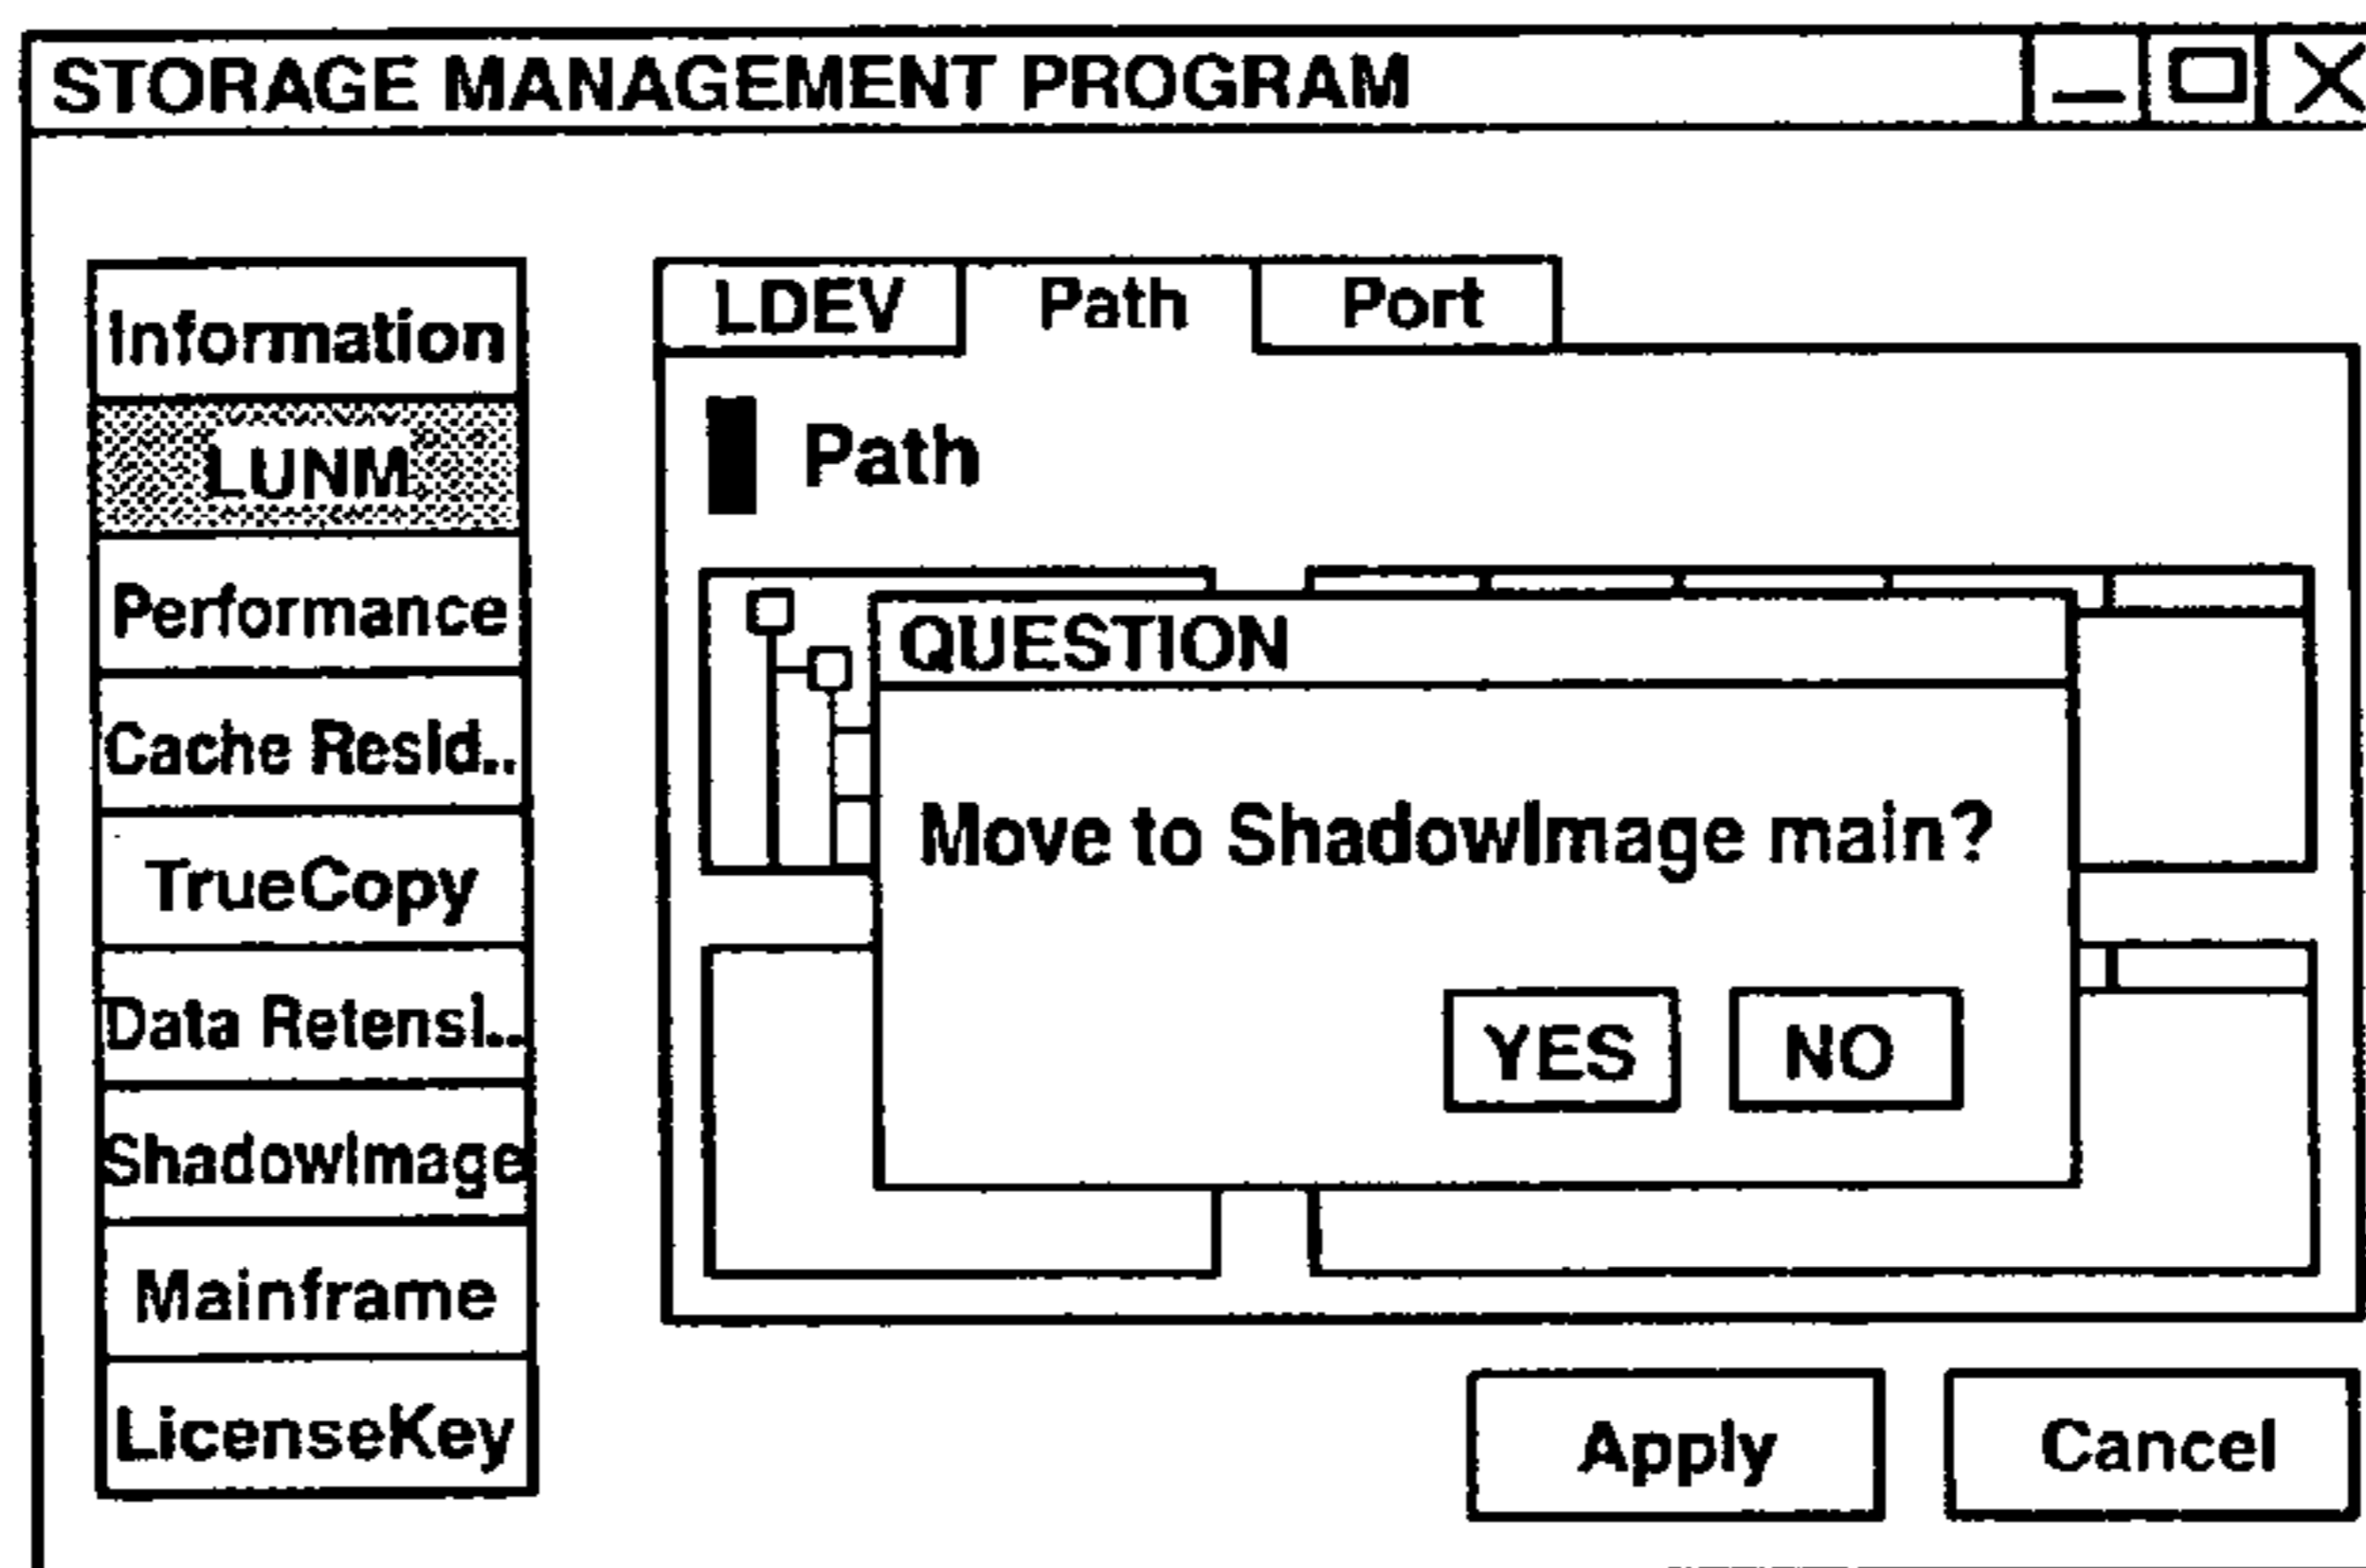 STORAGE MANAGEMENT PROGRAM
Information
LUNM
Performance
Cache Resid..
TrueCopy
Data Retensi..
ShadowImage
Mainframe
LicenseKey
LDEV Path Port
Path
QUESTION
Move to ShadowImage main?
YES NO
Apply Cancel